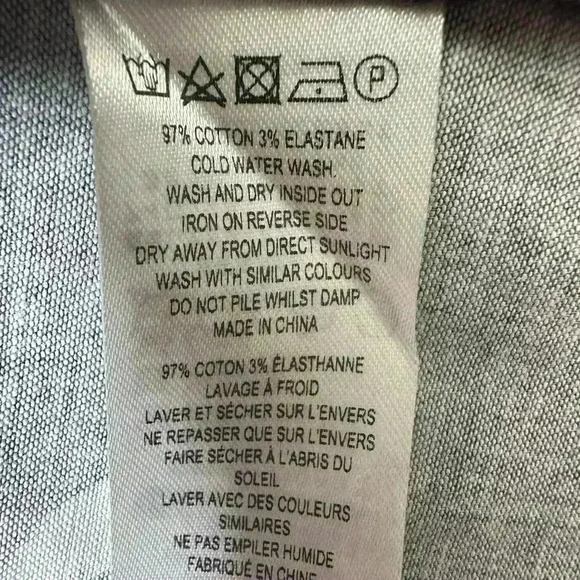 P
97% COTTON 3% ELASTANE
COLD WATER WASH.
WASH AND DRY INSIDE OUT
IRON ON REVERSE SIDE
DRY AWAY FROM DIRECT SUNLIGHT
WASH WITH SIMILAR COLOURS
DO NOT PILE WHILST DAMP
MADE IN CHINA
97% COTON 3% ÉLASTHANNE
LAVAGE À FROID
LAVER ET SÉCHER SUR L'ENVERS
NE REPASSER QUE SUR L'ENVERS
FAIRE SÉCHER À L'ABRIS DU
SOLEIL
LAVER AVEC DES COULEURS
SIMILAIRES
NE PAS EMPILER HUMIDE
FABRIQUÉ EN CHINE